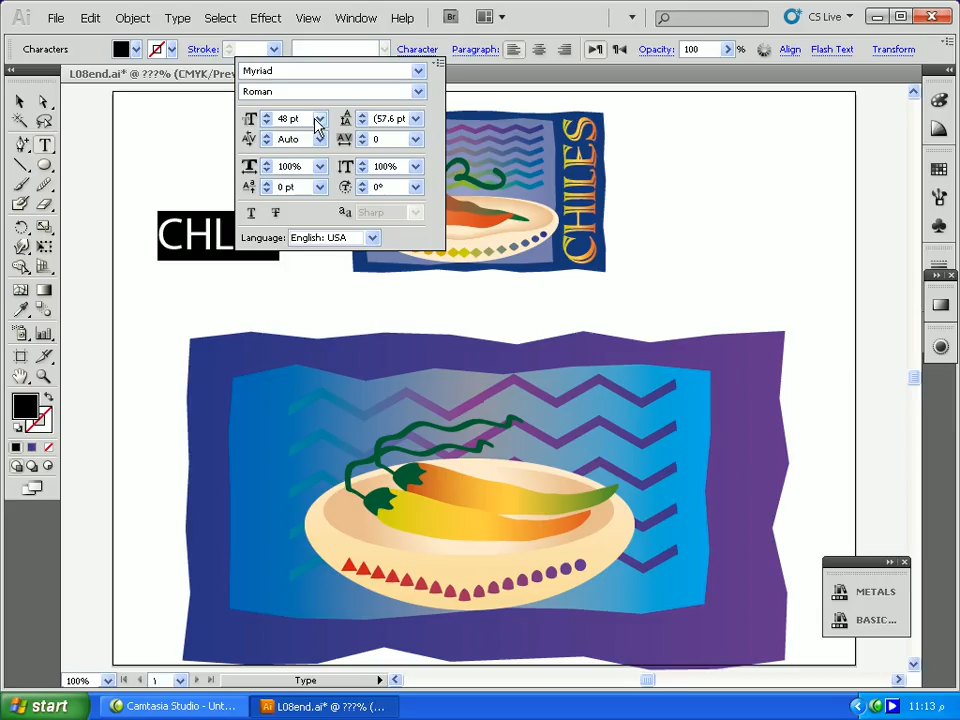 Ai File Edit Object Type Select Effect View Window Help Br CS Live
Characters Stroke: Character Paragraph: Opacity: 100 % Align Flash Text Transform
L08end.ai* @ ???% (CMYK/Pre
Myriad
Roman
48 pt (57.6 pt
Auto 0
100% 100%
0 pt 0°
Sharp
Language: English: USA
CHL
CHILES
METALS
BASIC...
100% Type
start Camtasia Studio - Unt... L08end.ai* @ ???% (... 11:13 م